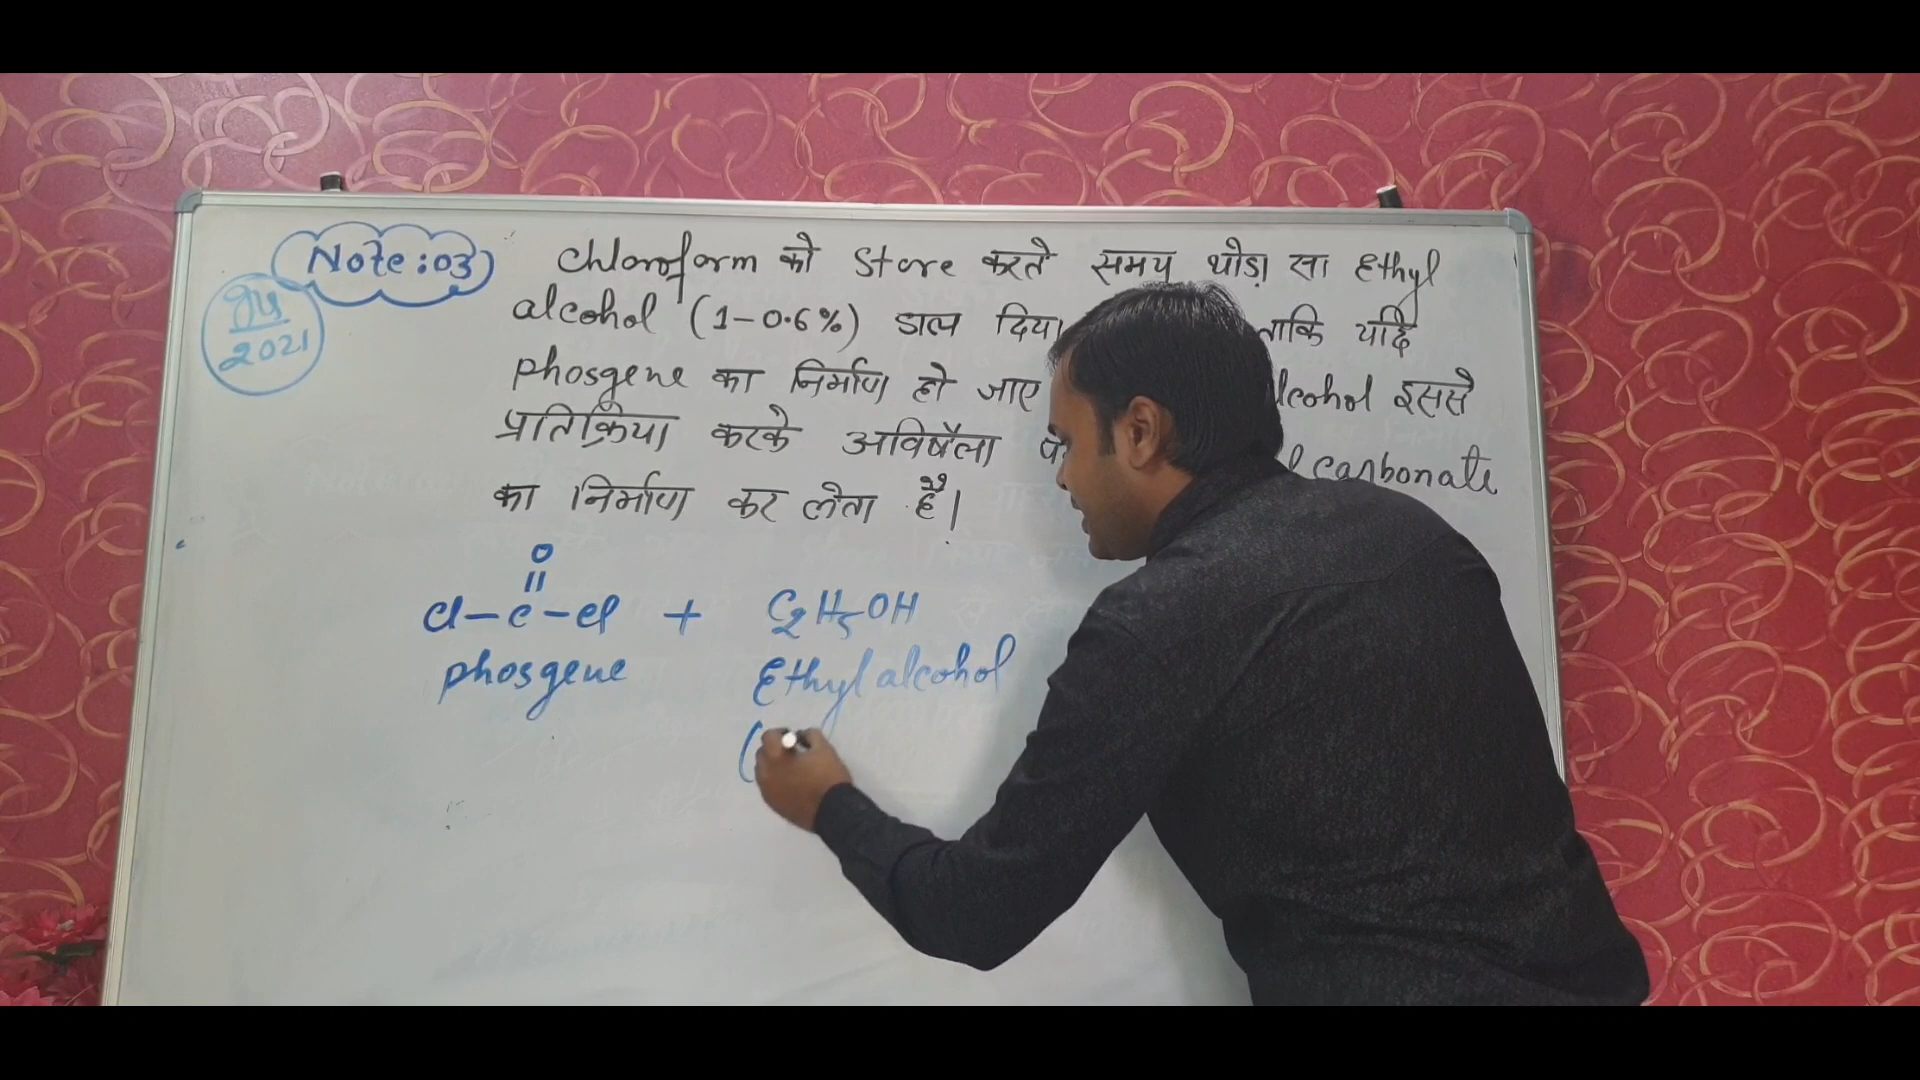 Note:03
Chloroform को Store करते समय थोड़ा सा Ethyl
2021
alcohol (1-0.6%) डाल दिया ताकि यदि
phosgene का निर्माण हो जाए lcohol इससे
प्रतिक्रिया करके अविषैला l carbonate
का निर्माण कर लेता है।
O
||
Cl-C-Cl + C2H5OH
phosgene Ethyl alcohol
(